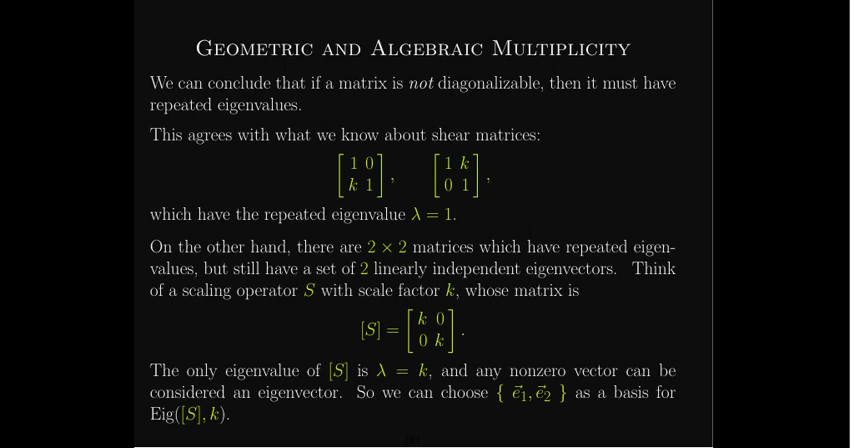 Geometric and Algebraic Multiplicity
We can conclude that if a matrix is not diagonalizable, then it must have
repeated eigenvalues.
This agrees with what we know about shear matrices:
[ 1 0 ; k 1 ] , [ 1 k ; 0 1 ] ,
which have the repeated eigenvalue λ = 1.
On the other hand, there are 2 × 2 matrices which have repeated eigen-
values, but still have a set of 2 linearly independent eigenvectors. Think
of a scaling operator S with scale factor k, whose matrix is
[S] = [ k 0 ; 0 k ] .
The only eigenvalue of [S] is λ = k, and any nonzero vector can be
considered an eigenvector. So we can choose { e⃗₁, e⃗₂ } as a basis for
Eig([S], k).